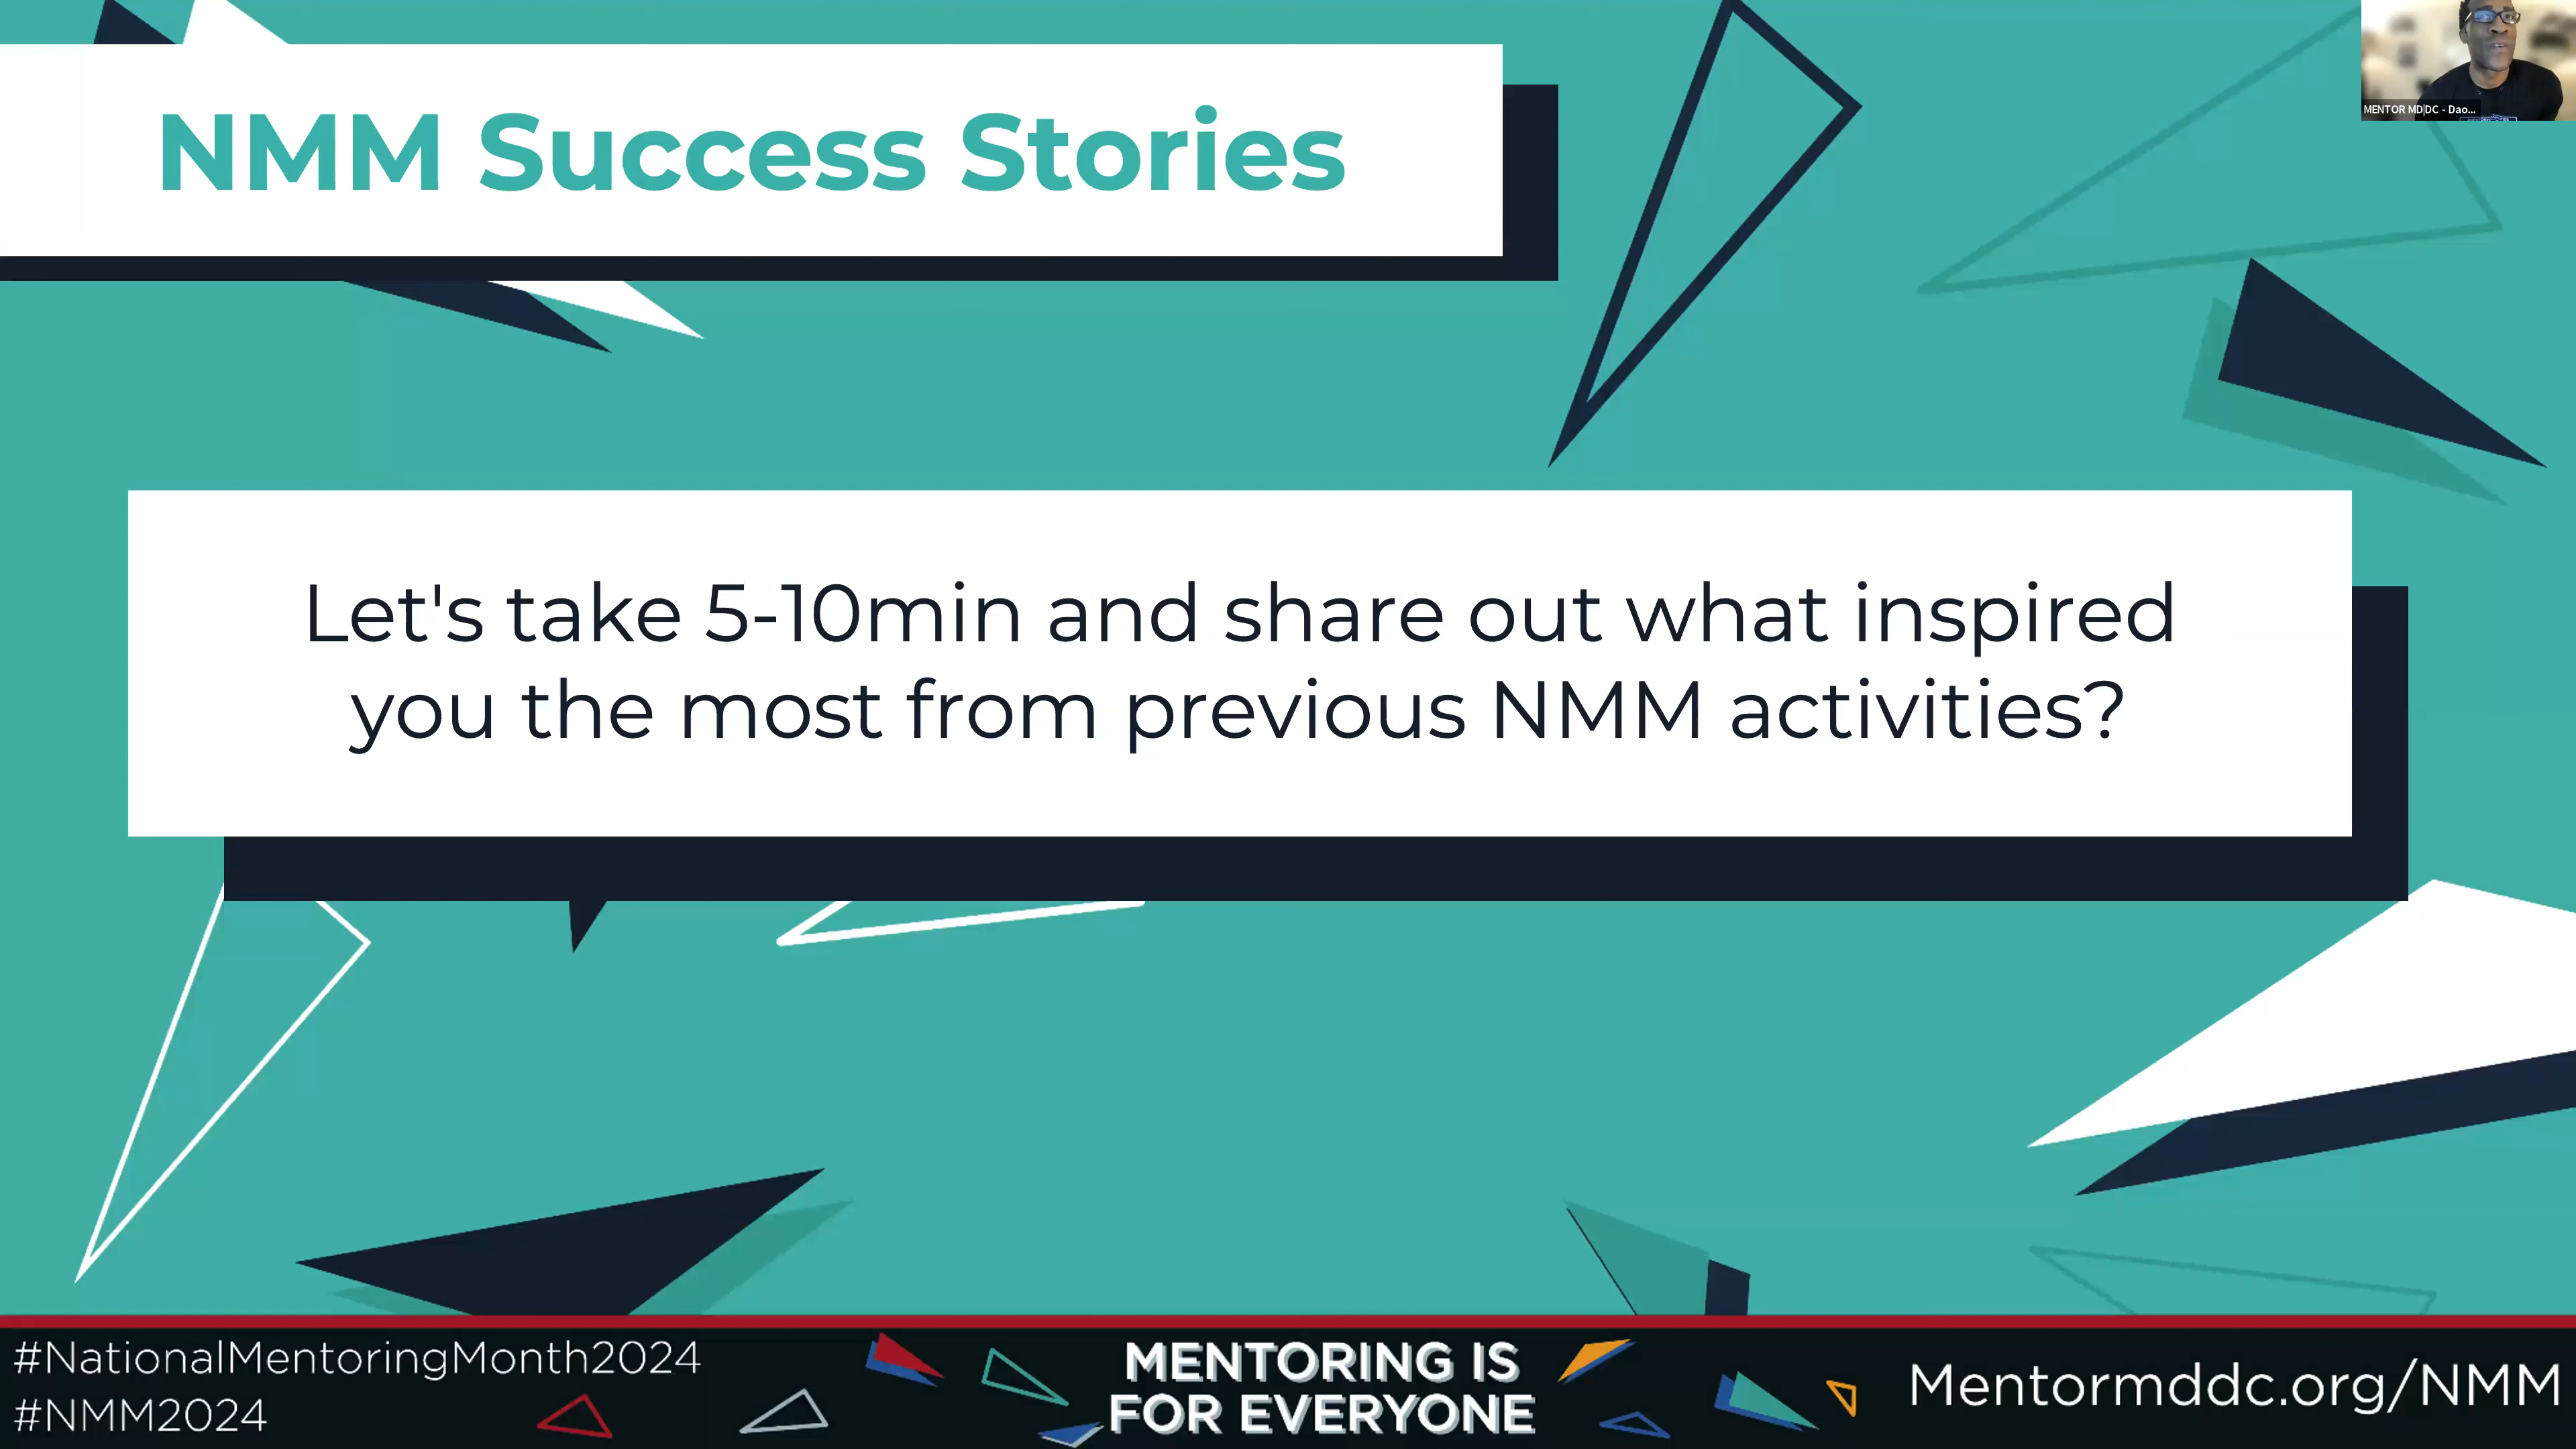 NMM Success Stories
MENTOR MD|DC - Dao...
Let's take 5-10min and share out what inspired
you the most from previous NMM activities?
#NationalMentoringMonth2024
#NMM2024
MENTORING IS
FOR EVERYONE
Mentormddc.org/NMM